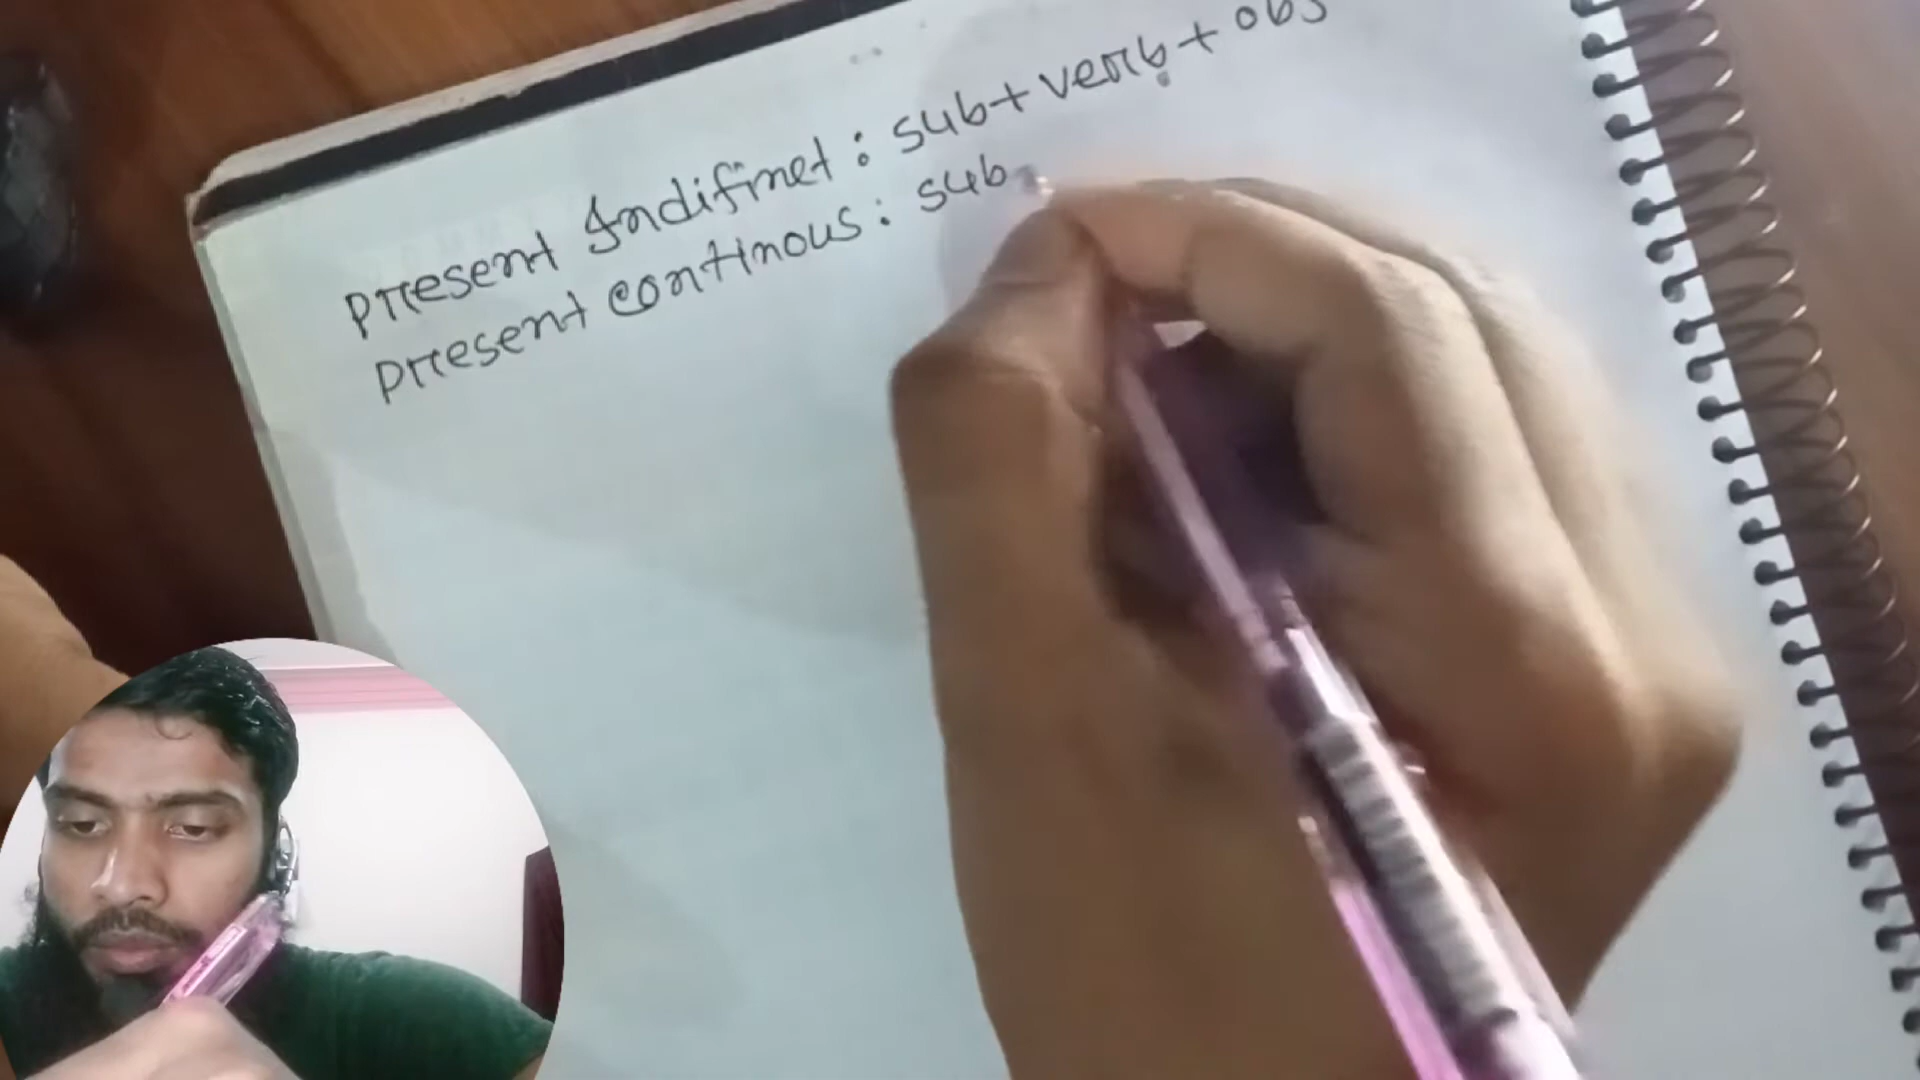 Present Indifinet : sub + verb + obj
Present continous : sub